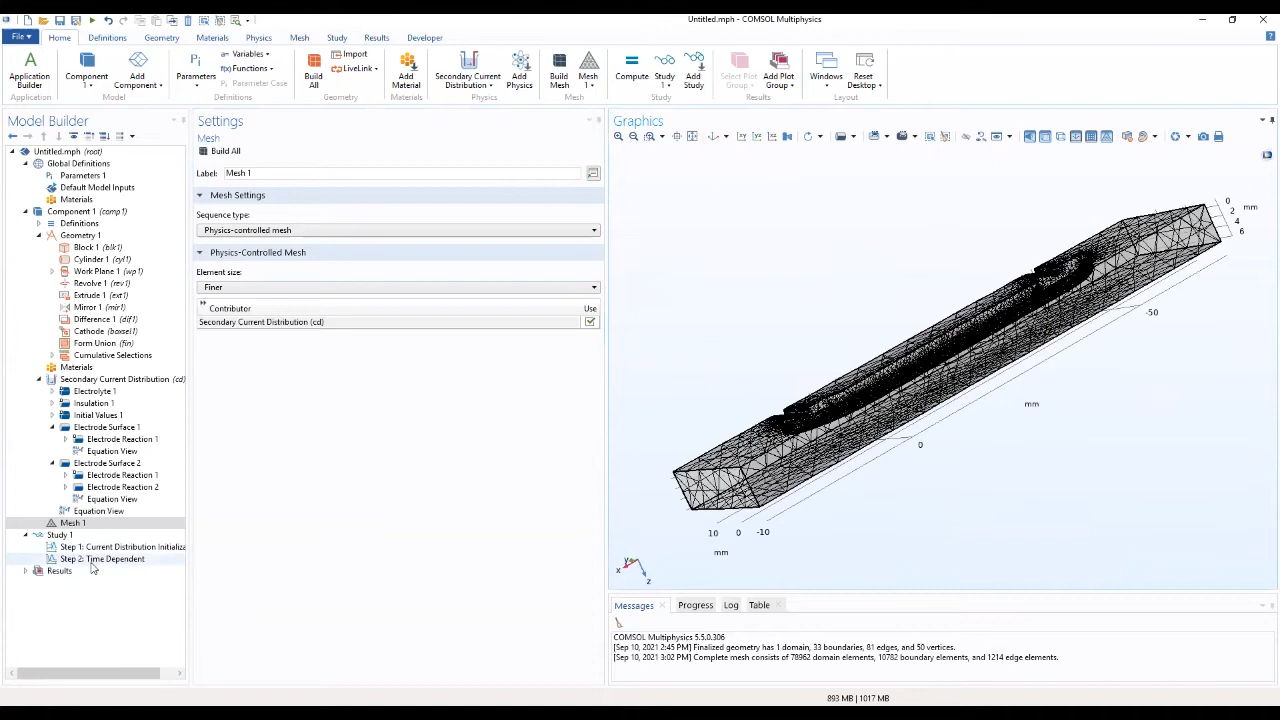 Untitled.mph - COMSOL Multiphysics
File
Home
Definitions
Geometry
Materials
Physics
Mesh
Study
Results
Developer
Application Builder
Application
Component 1
Add Component
Model
Parameters
Variables
Functions
Parameter Case
Definitions
Build All
Import
LiveLink
Geometry
Add Material
Materials
Secondary Current Distribution
Add Physics
Physics
Build Mesh
Mesh 1
Mesh
Compute
Study 1
Add Study
Study
Select Plot Group
Add Plot Group
Results
Windows
Reset Desktop
Layout
Model Builder
Untitled.mph (root)
Global Definitions
Parameters 1
Default Model Inputs
Materials
Component 1 (comp1)
Definitions
Geometry 1
Block 1 (blk1)
Cylinder 1 (cyl1)
Work Plane 1 (wp1)
Revolve 1 (rev1)
Extrude 1 (ext1)
Mirror 1 (mir1)
Difference 1 (dif1)
Cathode (boxsel1)
Form Union (fin)
Cumulative Selections
Materials
Secondary Current Distribution (cd)
Electrolyte 1
Insulation 1
Initial Values 1
Electrode Surface 1
Electrode Reaction 1
Equation View
Electrode Surface 2
Electrode Reaction 1
Electrode Reaction 2
Equation View
Equation View
Mesh 1
Study 1
Step 1: Current Distribution Initializa
Step 2: Time Dependent
Results
Settings
Mesh
Build All
Label: Mesh 1
Mesh Settings
Sequence type:
Physics-controlled mesh
Physics-Controlled Mesh
Element size:
Finer
Contributor Use
Secondary Current Distribution (cd)
Graphics
0
2
4
6
mm
-50
mm
0
10 0 -10
mm
y
x
z
Messages
Progress
Log
Table
COMSOL Multiphysics 5.5.0.306
[Sep 10, 2021 2:45 PM] Finalized geometry has 1 domain, 33 boundaries, 81 edges, and 50 vertices.
[Sep 10, 2021 3:02 PM] Complete mesh consists of 78962 domain elements, 10782 boundary elements, and 1214 edge elements.
893 MB | 1017 MB